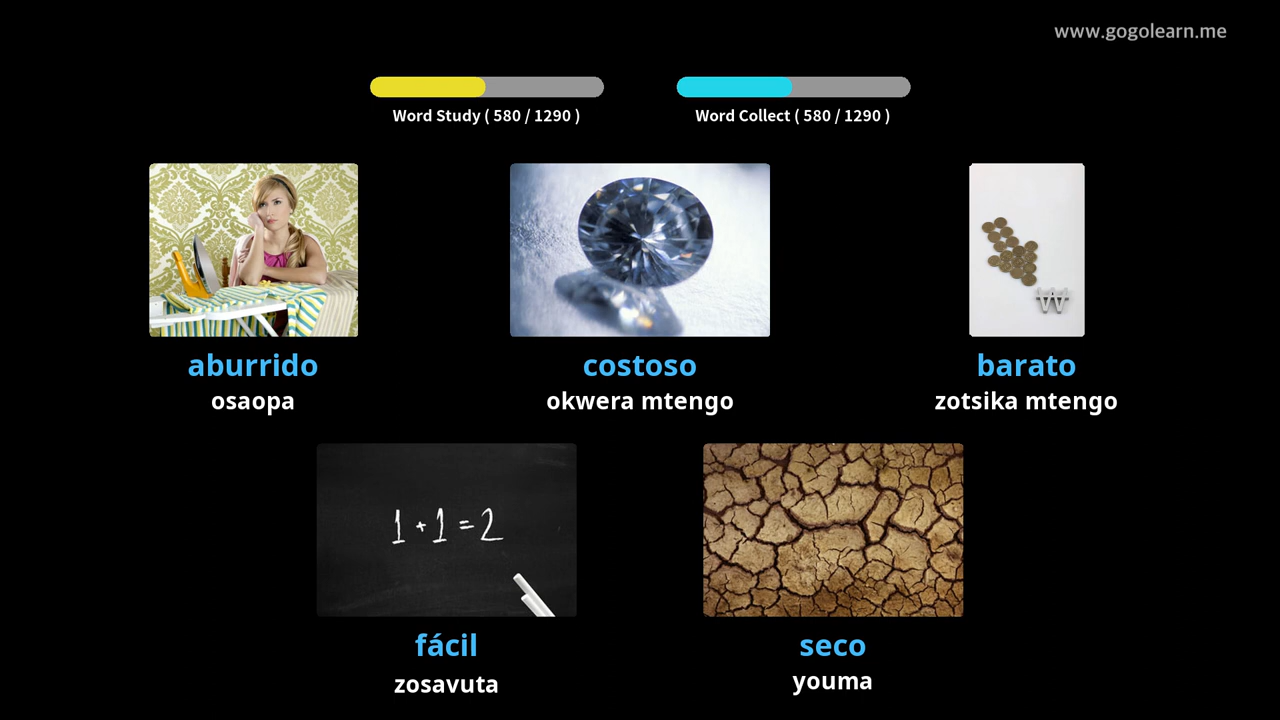 www.gogolearn.me
Word Study ( 580 / 1290 )
Word Collect ( 580 / 1290 )
aburrido
osaopa
costoso
okwera mtengo
₩
barato
zotsika mtengo
1 + 1 = 2
fácil
zosavuta
seco
youma